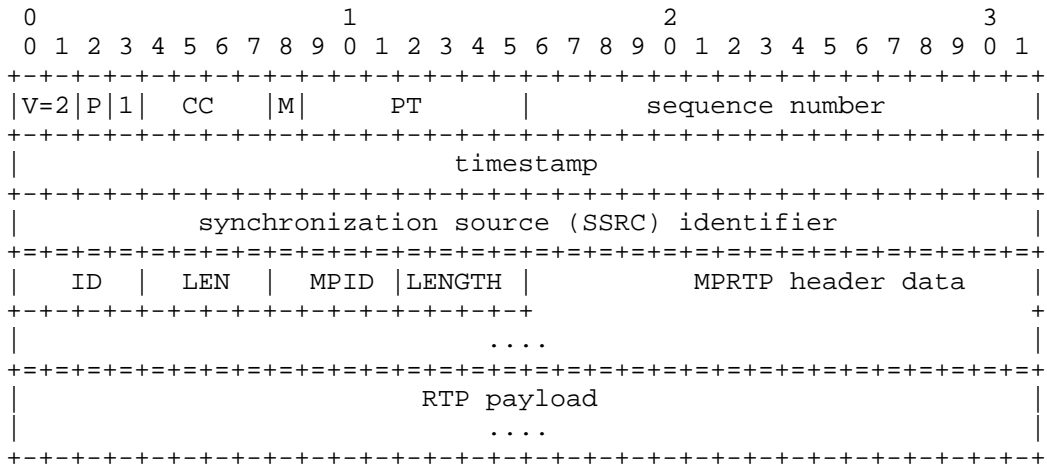 0                   1                   2                   3
 0 1 2 3 4 5 6 7 8 9 0 1 2 3 4 5 6 7 8 9 0 1 2 3 4 5 6 7 8 9 0 1
+-+-+-+-+-+-+-+-+-+-+-+-+-+-+-+-+-+-+-+-+-+-+-+-+-+-+-+-+-+-+-+-+
|V=2|P|1|  CC   |M|     PT      |       sequence number         |
+-+-+-+-+-+-+-+-+-+-+-+-+-+-+-+-+-+-+-+-+-+-+-+-+-+-+-+-+-+-+-+-+
|                           timestamp                           |
+-+-+-+-+-+-+-+-+-+-+-+-+-+-+-+-+-+-+-+-+-+-+-+-+-+-+-+-+-+-+-+-+
|           synchronization source (SSRC) identifier            |
+=+=+=+=+=+=+=+=+=+=+=+=+=+=+=+=+=+=+=+=+=+=+=+=+=+=+=+=+=+=+=+=+
|   ID  |  LEN  |  MPID |LENGTH |          MPRTP header data    |
+-+-+-+-+-+-+-+-+-+-+-+-+-+-+-+-+                               +
|                             ....                              |
+=+=+=+=+=+=+=+=+=+=+=+=+=+=+=+=+=+=+=+=+=+=+=+=+=+=+=+=+=+=+=+=+
|                         RTP payload                           |
|                             ....                              |
+-+-+-+-+-+-+-+-+-+-+-+-+-+-+-+-+-+-+-+-+-+-+-+-+-+-+-+-+-+-+-+-+